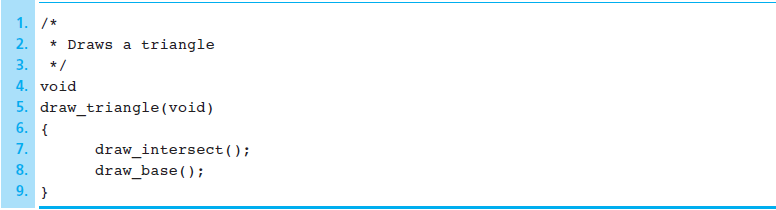 1. /*
2.  * Draws a triangle
3.  */
4. void
5. draw_triangle(void)
6. {
7.       draw_intersect();
8.       draw_base();
9. }